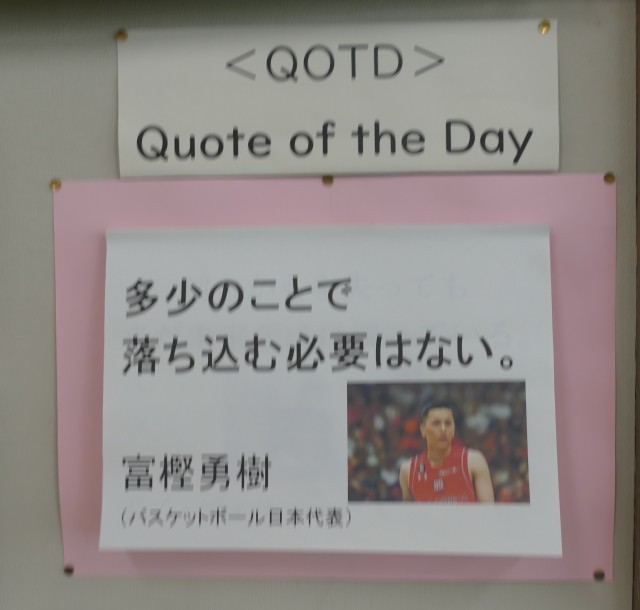 <QOTD>
Quote of the Day
多少のことで
落ち込む必要はない。
富樫勇樹
(バスケットボール日本代表)